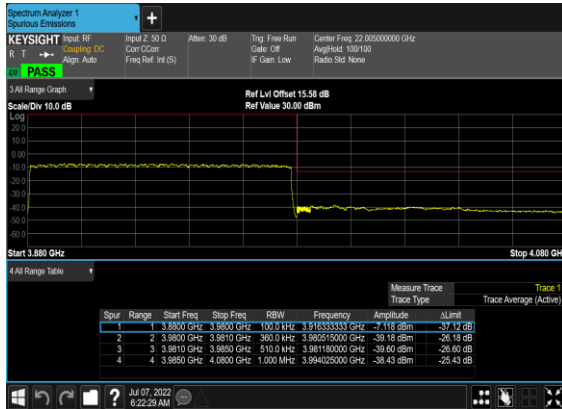 Spectrum Analyzer 1
Spurious Emissions
+
KEYSIGHT Input: RF Input Z: 50 Ω Atten: 30 dB Trig: Free Run Center Freq: 22.005000000 GHz
R T Coupling: DC Corr CCorr Gate: Off Avg|Hold: 100/100
Align: Auto Freq Ref: Int (S) IF Gain: Low Radio Std: None
LV PASS
3 All Range Graph
Ref Lvl Offset 15.58 dB
Scale/Div 10.0 dB Ref Value 30.00 dBm
Log
20.0
10.0
0.00
-10.0
-20.0
-30.0
-40.0
-50.0
-60.0
Start 3.880 GHz Stop 4.080 GH
4 All Range Table
Measure Trace Trace 1
Trace Type Trace Average (Active)
Spur Range Start Freq Stop Freq RBW Frequency Amplitude ΔLimit
1 1 3.8800 GHz 3.9800 GHz 100.0 kHz 3.916333333 GHz -7.118 dBm -37.12 dB
2 2 3.9800 GHz 3.9810 GHz 360.0 kHz 3.980515000 GHz -39.18 dBm -26.18 dB
3 3 3.9810 GHz 3.9850 GHz 510.0 kHz 3.981180000 GHz -39.60 dBm -26.60 dB
4 4 3.9850 GHz 4.0800 GHz 1.000 MHz 3.994025000 GHz -38.43 dBm -25.43 dB
? Jul 07, 2022
6:22:29 AM